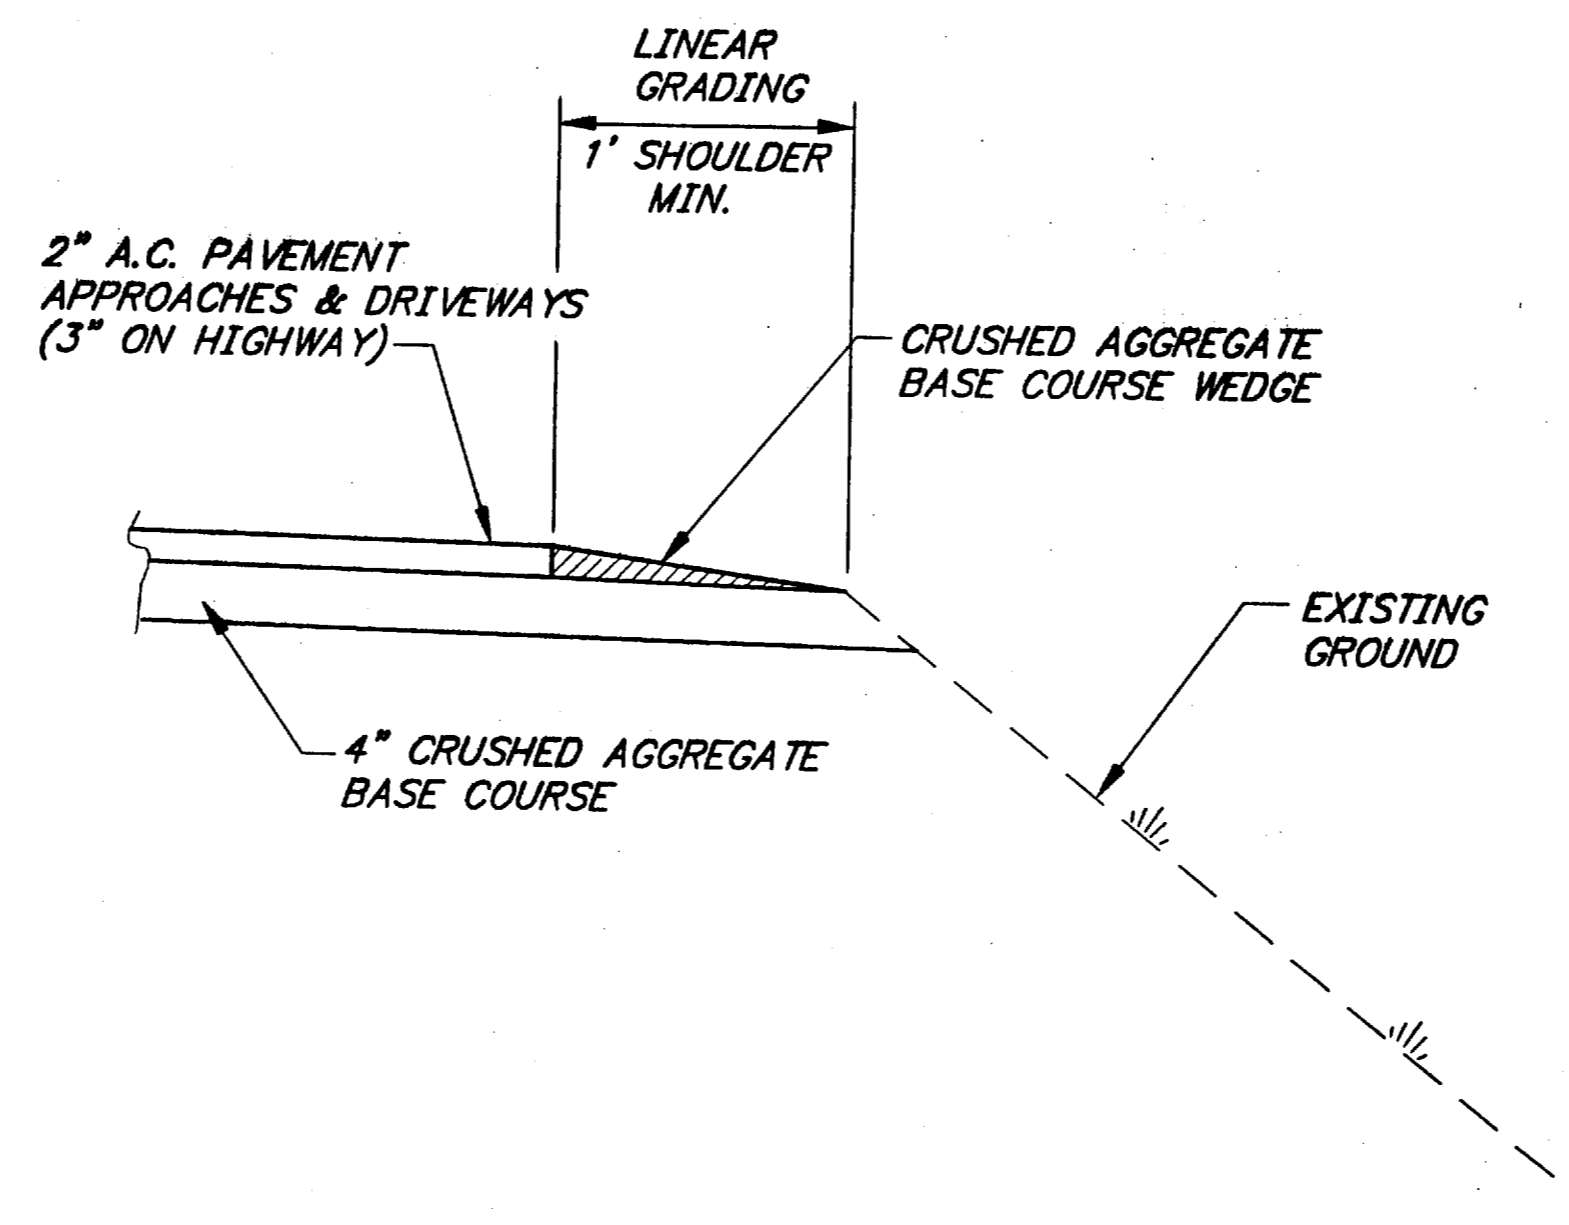 LINEAR
GRADING
1' SHOULDER
MIN.
2" A.C. PAVEMENT
APPROACHES & DRIVEWAYS
(3" ON HIGHWAY)
CRUSHED AGGREGATE
BASE COURSE WEDGE
EXISTING
GROUND
4" CRUSHED AGGREGATE
BASE COURSE